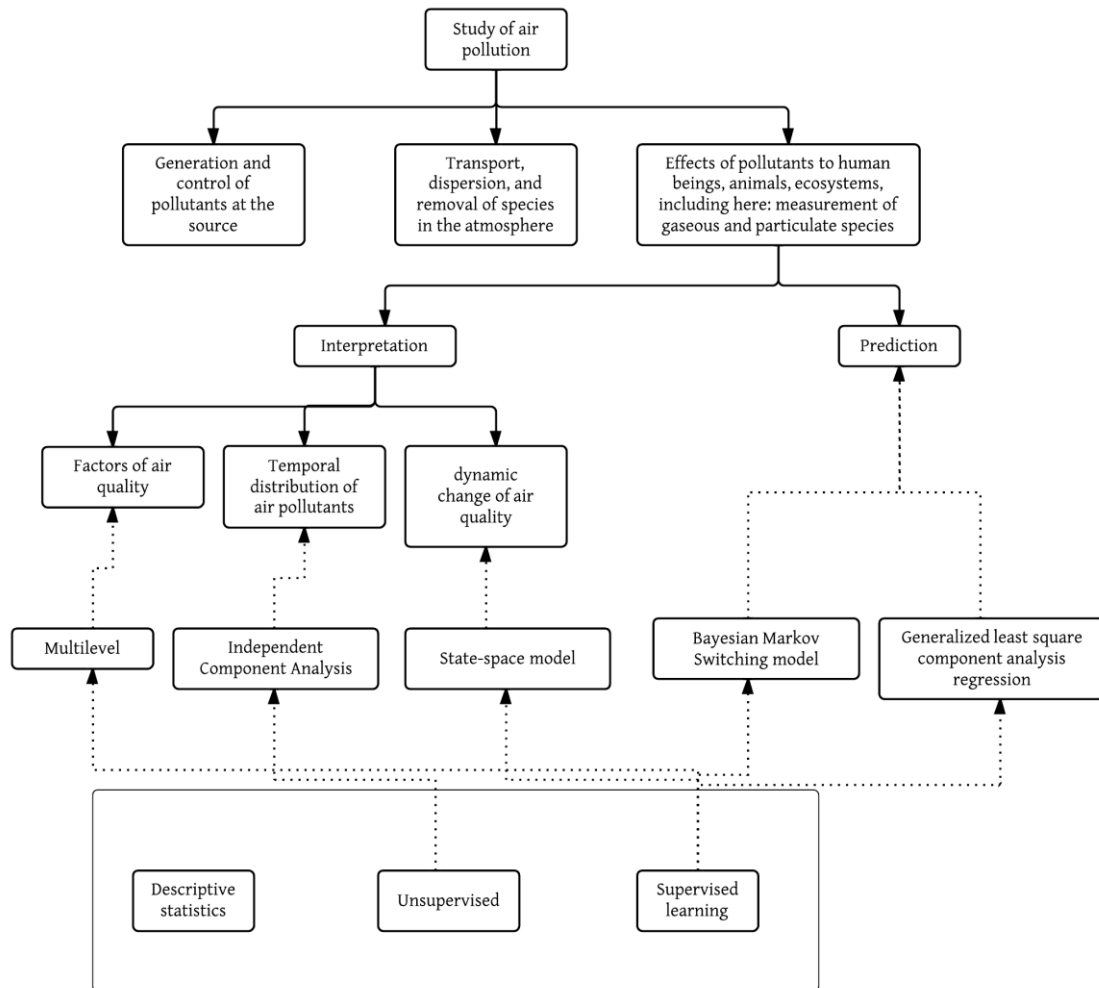 Study of air
pollution
Generation and
control of
pollutants at the
source
Transport,
dispersion, and
removal of species
in the atmosphere
Effects of pollutants to human
beings, animals, ecosystems,
including here: measurement of
gaseous and particulate species
Interpretation
Prediction
Factors of air
quality
Temporal
distribution of
air pollutants
dynamic
change of air
quality
Multilevel
Independent
Component Analysis
State-space model
Bayesian Markov
Switching model
Generalized least square
component analysis
regression
Descriptive
statistics
Unsupervised
Supervised
learning